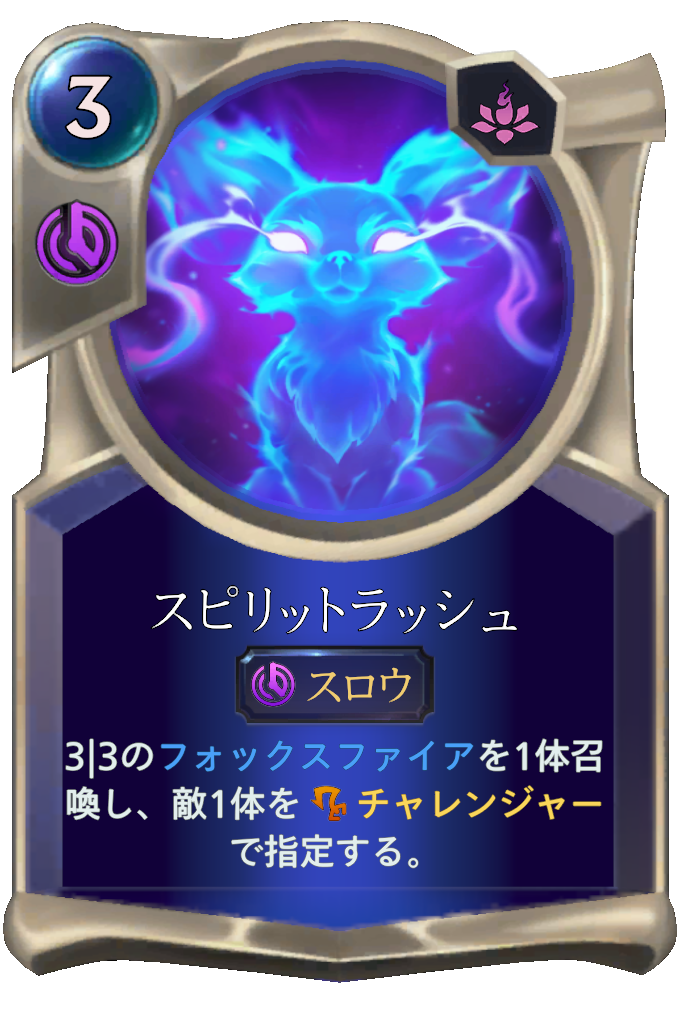 3
スピリットラッシュ
スロウ
3|3のフォックスファイアを1体召
喚し、敵1体をチャレンジャー
で指定する。